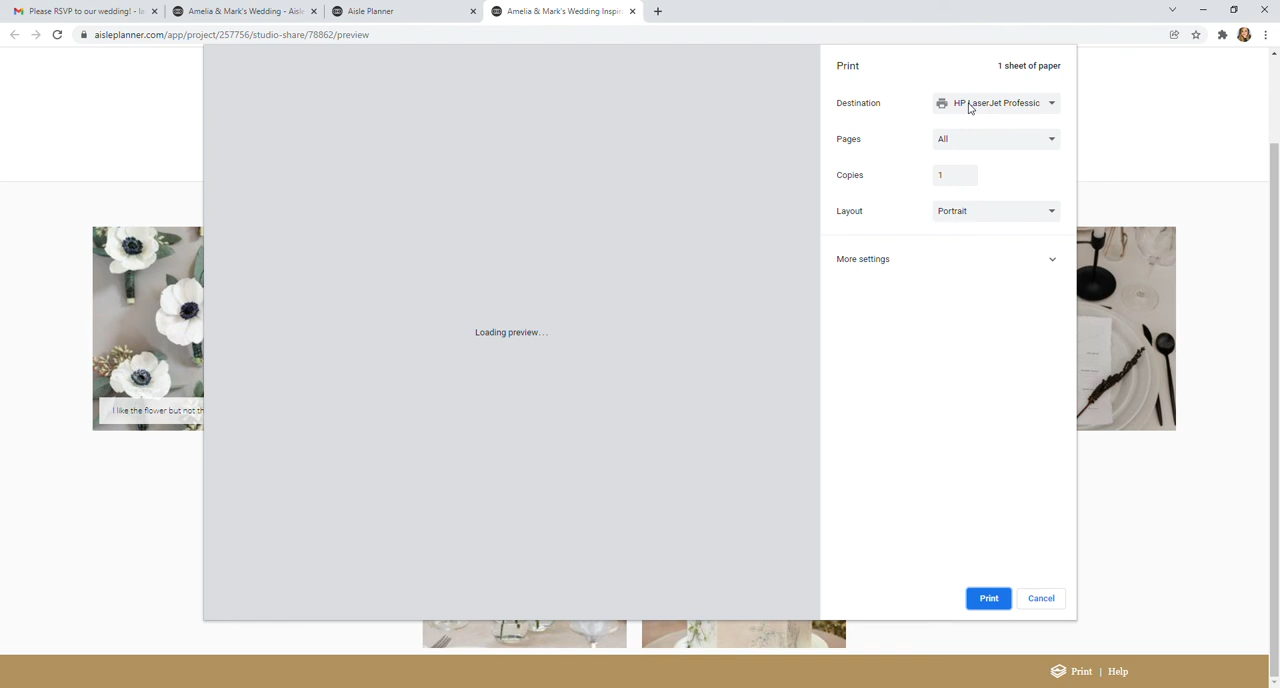 Please RSVP to our wedding! - la
Amelia & Mark's Wedding - Aisle
Aisle Planner
Amelia & Mark's Wedding Inspir
aisleplanner.com/app/project/257756/studio-share/78862/preview
Print
1 sheet of paper
Destination
HP LaserJet Professic
Pages
All
Copies
1
Layout
Portrait
More settings
Loading preview...
I like the flower but not th
Print
Cancel
Print | Help